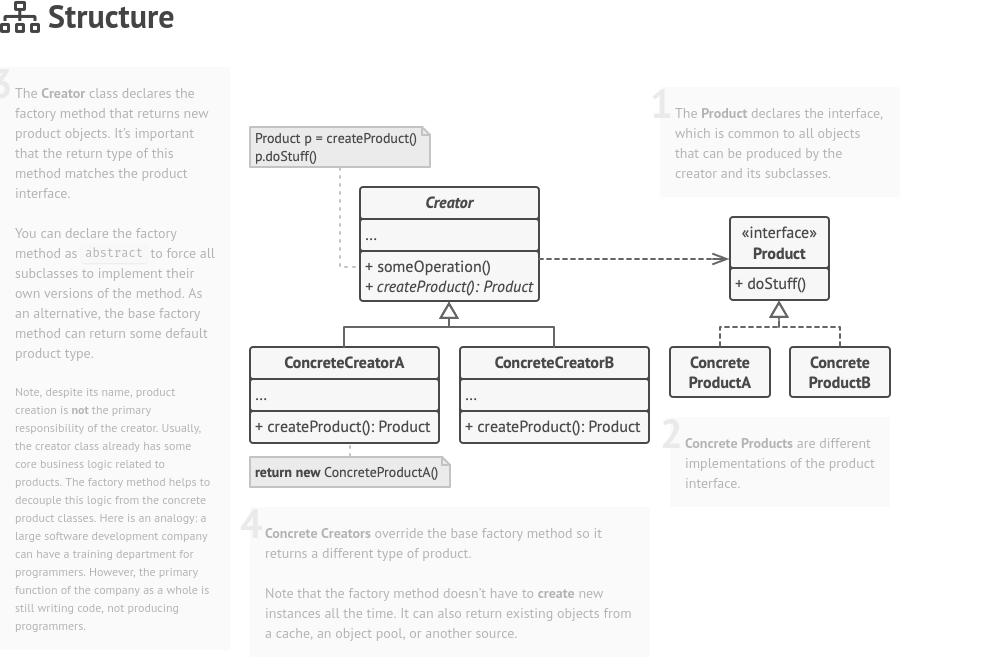 Structure
3
The Creator class declares the
factory method that returns new
product objects. It's important
that the return type of this
method matches the product
interface.
You can declare the factory
method as abstract to force all
subclasses to implement their
own versions of the method. As
an alternative, the base factory
method can return some default
product type.
Note, despite its name, product
creation is not the primary
responsibility of the creator. Usually,
the creator class already has some
core business logic related to
products. The factory method helps to
decouple this logic from the concrete
product classes. Here is an analogy: a
large software development company
can have a training department for
programmers. However, the primary
function of the company as a whole is
still writing code, not producing
programmers.
Product p = createProduct()
p.doStuff()
Creator
...
+ someOperation()
+ createProduct(): Product
ConcreteCreatorA
...
+ createProduct(): Product
ConcreteCreatorB
...
+ createProduct(): Product
return new ConcreteProductA()
1
The Product declares the interface,
which is common to all objects
that can be produced by the
creator and its subclasses.
«interface»
Product
+ doStuff()
Concrete
ProductA
Concrete
ProductB
2
Concrete Products are different
implementations of the product
interface.
4
Concrete Creators override the base factory method so it
returns a different type of product.
Note that the factory method doesn't have to create new
instances all the time. It can also return existing objects from
a cache, an object pool, or another source.